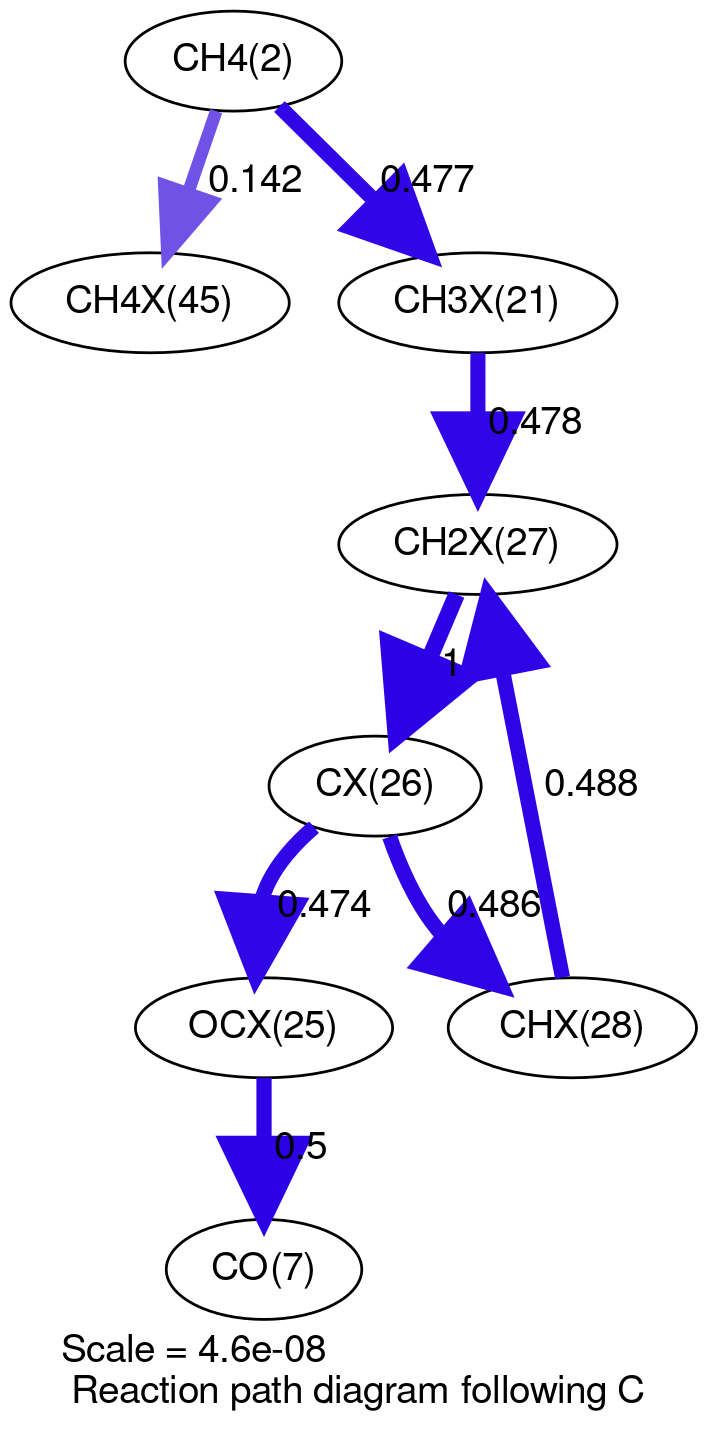 CH4(2)
0.142
0.477
CH4X(45)
CH3X(21)
0.478
CH2X(27)
1
CX(26)
0.488
0.474
0.486
OCX(25)
CHX(28)
0.5
CO(7)
Scale = 4.6e-08
Reaction path diagram following C